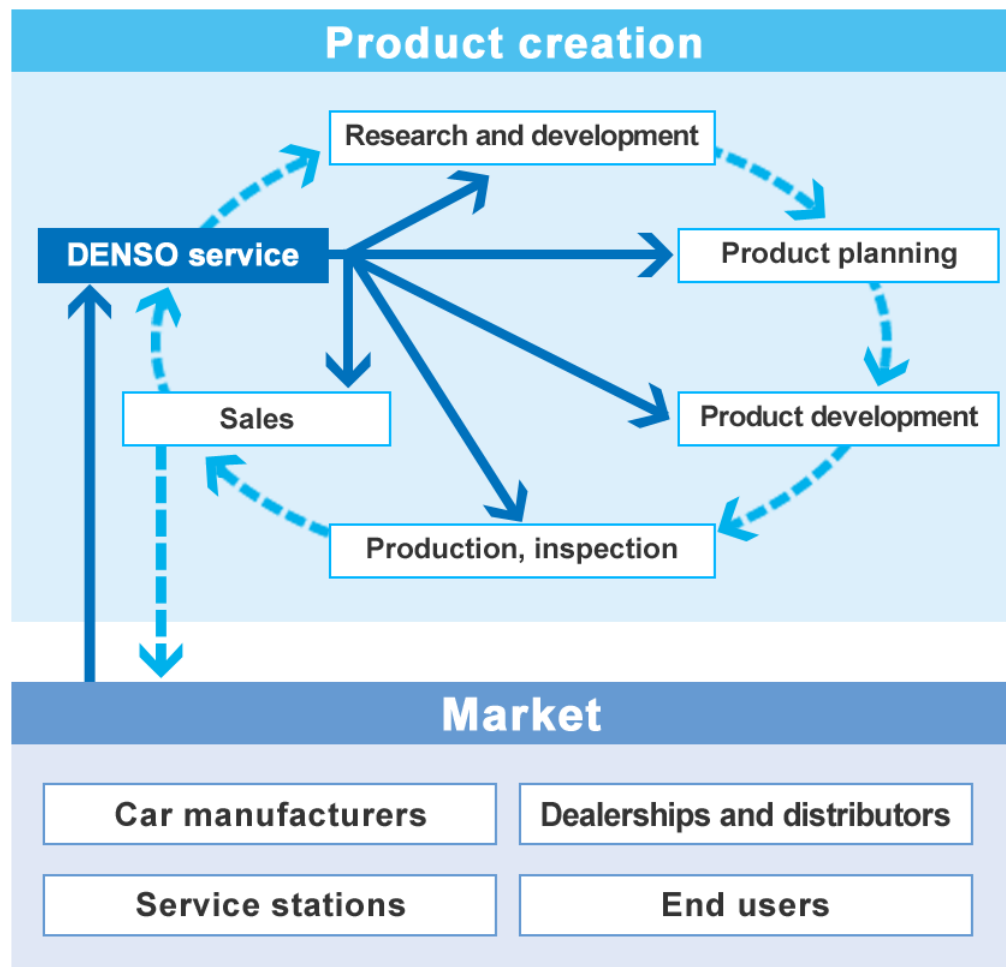 Product creation
Research and development
DENSO service
Product planning
Sales
Product development
Production, inspection
Market
Car manufacturers
Dealerships and distributors
Service stations
End users